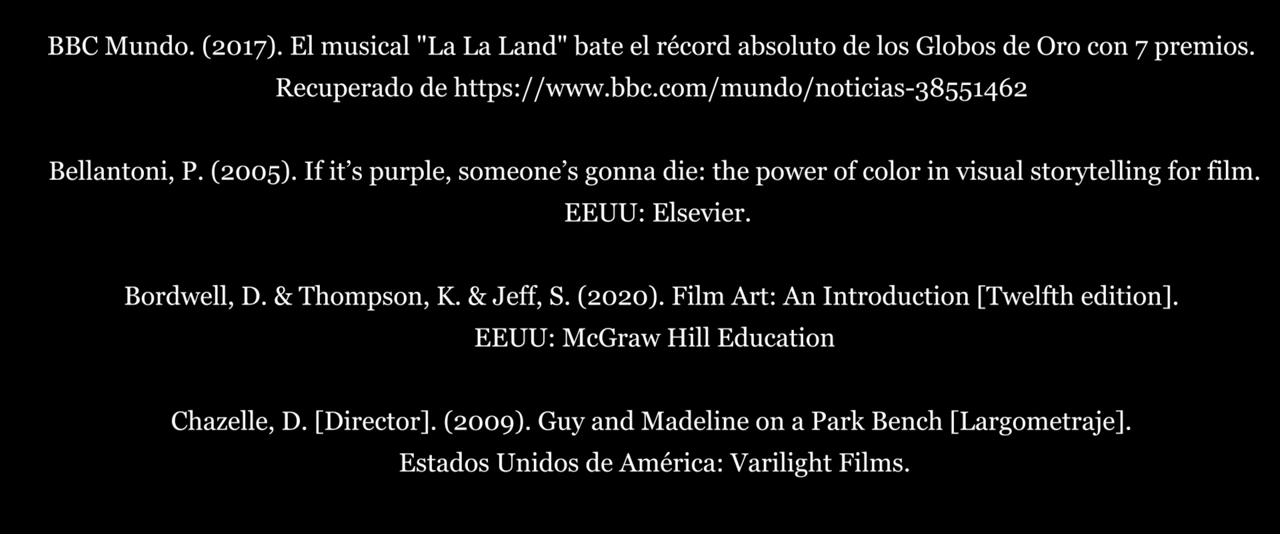 BBC Mundo. (2017). El musical "La La Land" bate el récord absoluto de los Globos de Oro con 7 premios.
Recuperado de https://www.bbc.com/mundo/noticias-38551462
Bellantoni, P. (2005). If it’s purple, someone’s gonna die: the power of color in visual storytelling for film.
EEUU: Elsevier.
Bordwell, D. & Thompson, K. & Jeff, S. (2020). Film Art: An Introduction [Twelfth edition].
EEUU: McGraw Hill Education
Chazelle, D. [Director]. (2009). Guy and Madeline on a Park Bench [Largometraje].
Estados Unidos de América: Varilight Films.